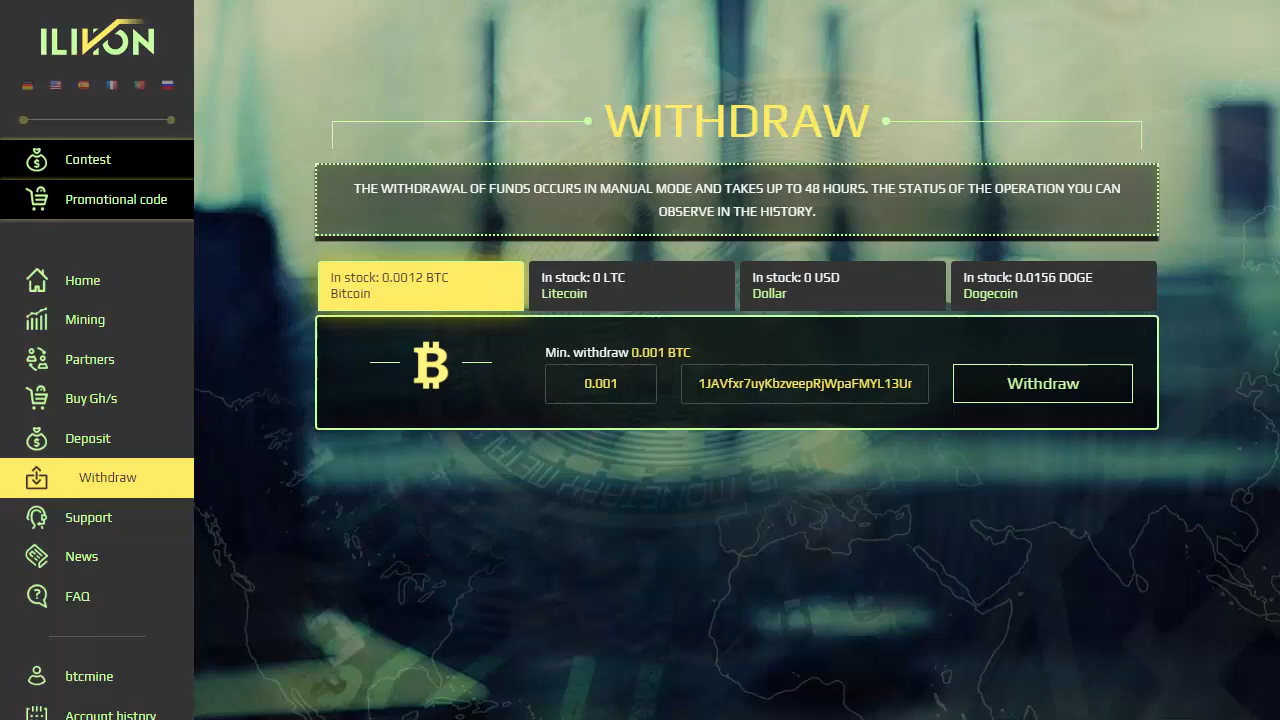 ILIKON
Contest
Promotional code
Home
Mining
Partners
Buy Gh/s
Deposit
Withdraw
Support
News
FAQ
btcmine
Account history
WITHDRAW
THE WITHDRAWAL OF FUNDS OCCURS IN MANUAL MODE AND TAKES UP TO 48 HOURS. THE STATUS OF THE OPERATION YOU CAN
OBSERVE IN THE HISTORY.
In stock: 0.0012 BTC
Bitcoin
In stock: 0 LTC
Litecoin
In stock: 0 USD
Dollar
In stock: 0.0156 DOGE
Dogecoin
Min. withdraw 0.001 BTC
0.001
1JAVfxr7uyKbzveepRjWpaFMYL13Ur
Withdraw